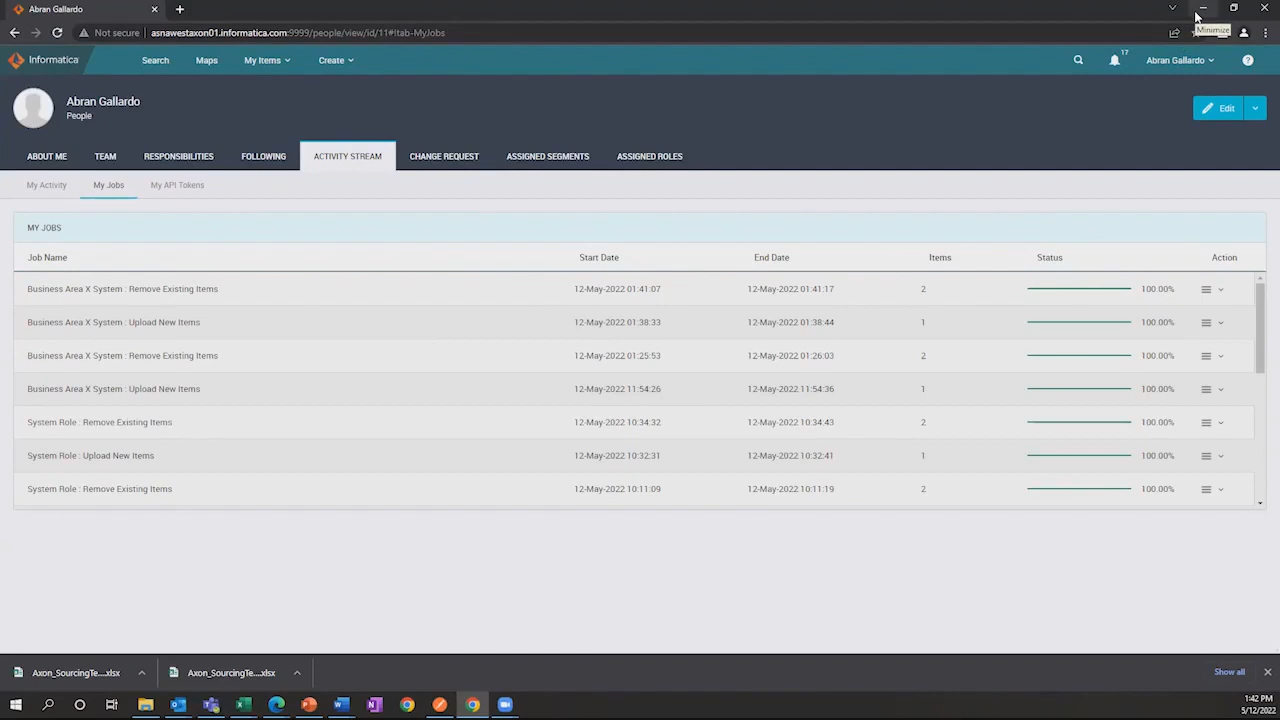 Abran Gallardo
Minimize
Not secure asnawestaxon01.informatica.com:9999/people/view/id/11#!tab-MyJobs
Informatica Search Maps My Items Create 17 Abran Gallardo
Abran Gallardo
People
Edit
ABOUT ME TEAM RESPONSIBILITIES FOLLOWING ACTIVITY STREAM CHANGE REQUEST ASSIGNED SEGMENTS ASSIGNED ROLES
My Activity My Jobs My API Tokens
MY JOBS
Job Name Start Date End Date Items Status Action
Business Area X System : Remove Existing Items 12-May-2022 01:41:07 12-May-2022 01:41:17 2 100.00%
Business Area X System : Upload New Items 12-May-2022 01:38:33 12-May-2022 01:38:44 1 100.00%
Business Area X System : Remove Existing Items 12-May-2022 01:25:53 12-May-2022 01:26:03 2 100.00%
Business Area X System : Upload New Items 12-May-2022 11:54:26 12-May-2022 11:54:36 1 100.00%
System Role : Remove Existing Items 12-May-2022 10:34:32 12-May-2022 10:34:43 2 100.00%
System Role : Upload New Items 12-May-2022 10:32:31 12-May-2022 10:32:41 1 100.00%
System Role : Remove Existing Items 12-May-2022 10:11:09 12-May-2022 10:11:19 2 100.00%
Axon_SourcingTe....xlsx Axon_SourcingTe....xlsx Show all
1:42 PM
5/12/2022